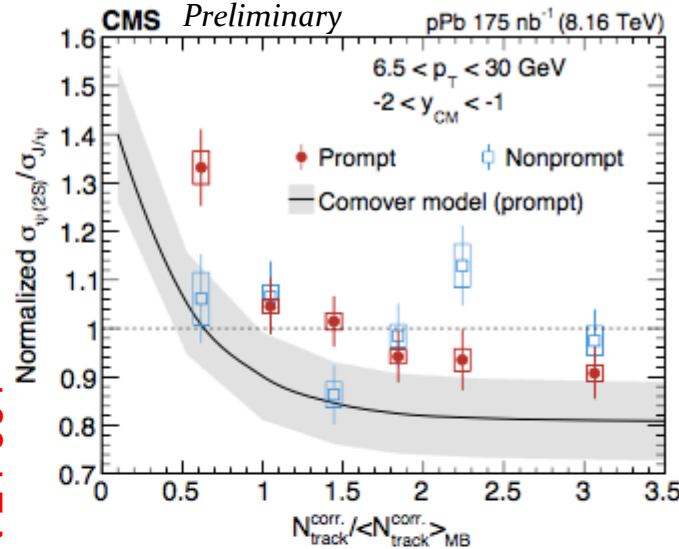 CMS Preliminary pPb 175 nb⁻¹ (8.16 TeV)
6.5 < p_T < 30 GeV
-2 < y_CM < -1
Prompt
Nonprompt
Comover model (prompt)
Normalized σ_ψ(2S)/σ_J/ψ
1.6
1.5
1.4
1.3
1.2
1.1
1
0.9
0.8
0.7
0 0.5 1 1.5 2 2.5 3 3.5
N_track^corr./<N_track^corr.>_MB